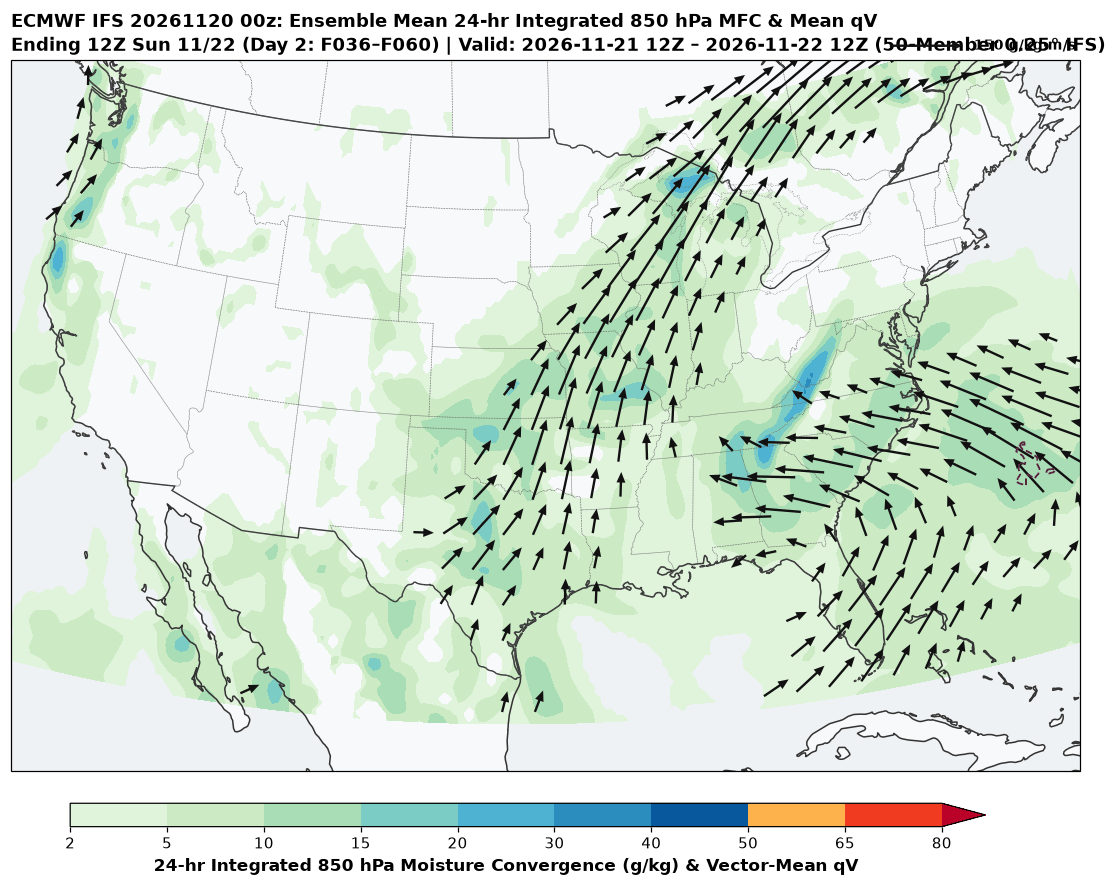 ECMWF IFS 20261120 00z: Ensemble Mean 24-hr Integrated 850 hPa MFC & Mean qV
Ending 12Z Sun 11/22 (Day 2: F036–F060) | Valid: 2026-11-21 12Z – 2026-11-22 12Z (50-Member 0.25° IFS)
150 g/kg·m/s
2 5 10 15 20 30 40 50 65 80
24-hr Integrated 850 hPa Moisture Convergence (g/kg) & Vector-Mean qV